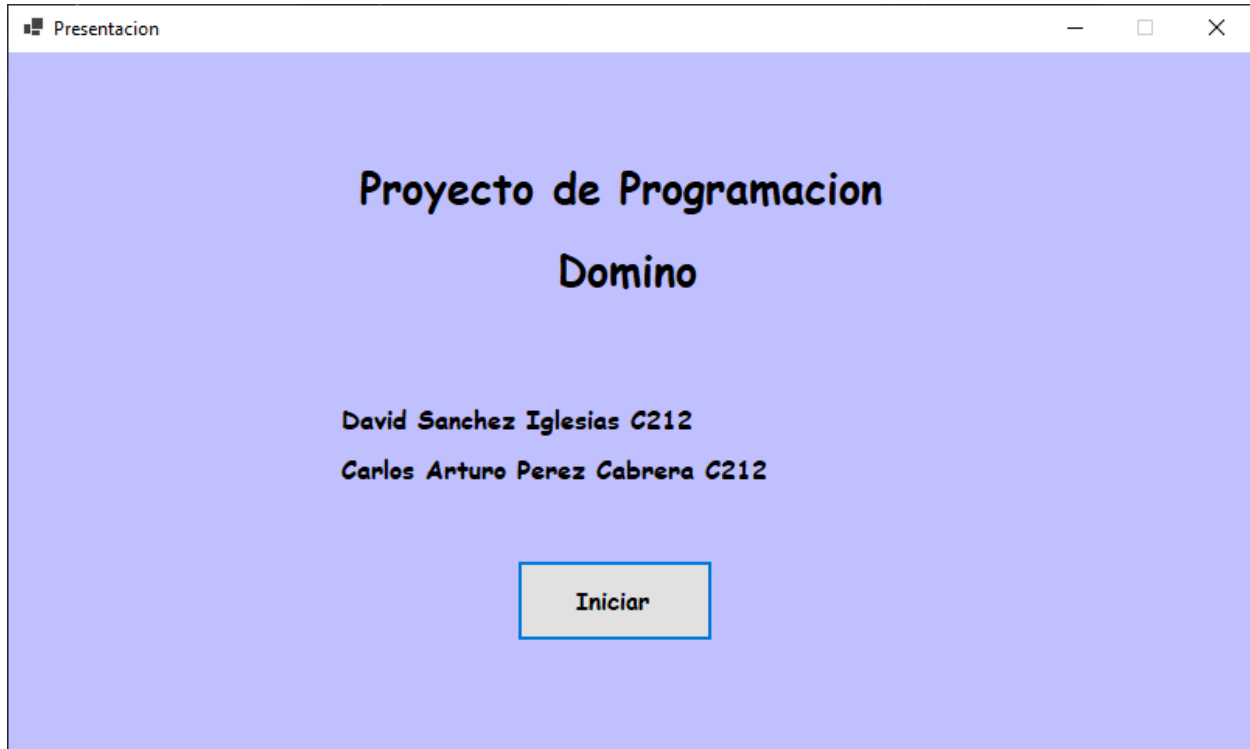 Presentacion
Proyecto de Programacion
Domino
David Sanchez Iglesias C212
Carlos Arturo Perez Cabrera C212
Iniciar